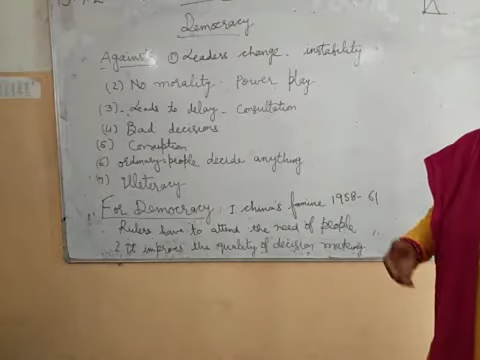 Democracy
Against ① Leaders change - instability
(2) No morality - Power play
(3) - Leads to delay - Consultation
(4) Bad decisions
(5) Corruption
(6) ordinary people decide anything
(7) Illiteracy
For Democracy: 1 china's famine 1958-61
Rulers have to attend the need of people
2. It improves the quality of decision making